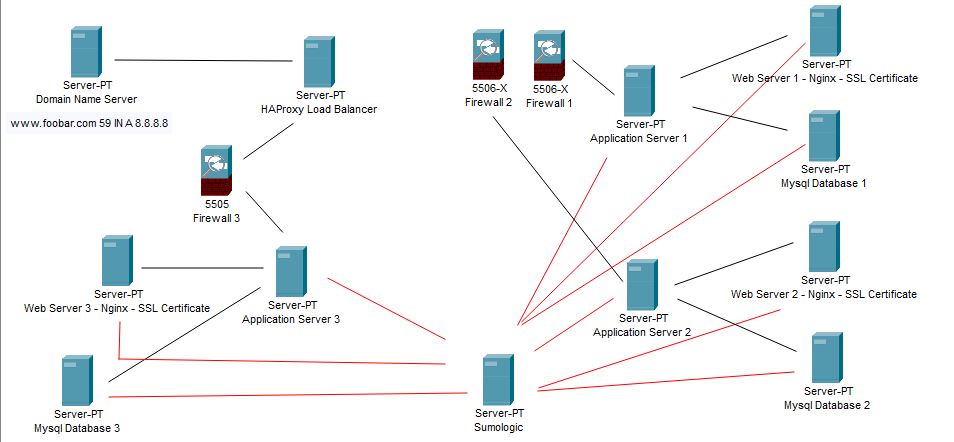 Server-PT
Domain Name Server
www.foobar.com 59 IN A 8.8.8.8
Server-PT
HAProxy Load Balancer
5506-X
Firewall 2
5506-X
Firewall 1
Server-PT
Application Server 1
Server-PT
Web Server 1 - Nginx - SSL Certificate
Server-PT
Mysql Database 1
5505
Firewall 3
Server-PT
Web Server 3 - Nginx - SSL Certificate
Server-PT
Application Server 3
Server-PT
Application Server 2
Server-PT
Web Server 2 - Nginx - SSL Certificate
Server-PT
Mysql Database 3
Server-PT
Sumologic
Server-PT
Mysql Database 2